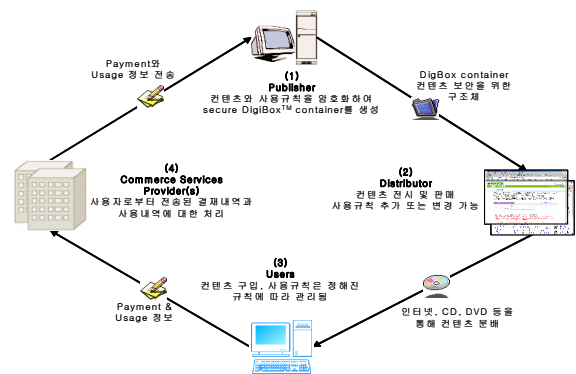 Payment와
Usage 정보 전송
(1)
Publisher
컨텐츠와 사용규칙을 암호화하여
secure DigiBox™ container를 생성
DigBox container
컨텐츠 보안을 위한
구조체
(4)
Commerce Services
Provider(s)
사용자로부터 전송된 결재내역과
사용내역에 대한 처리
(2)
Distributor
컨텐츠 전시 및 판매
사용규칙 추가 또는 변경 가능
(3)
Users
컨텐츠 구입, 사용규칙은 정해진
규칙에 따라 관리됨
Payment &
Usage 정보
인터넷, CD, DVD 등을
통해 컨텐츠 분배